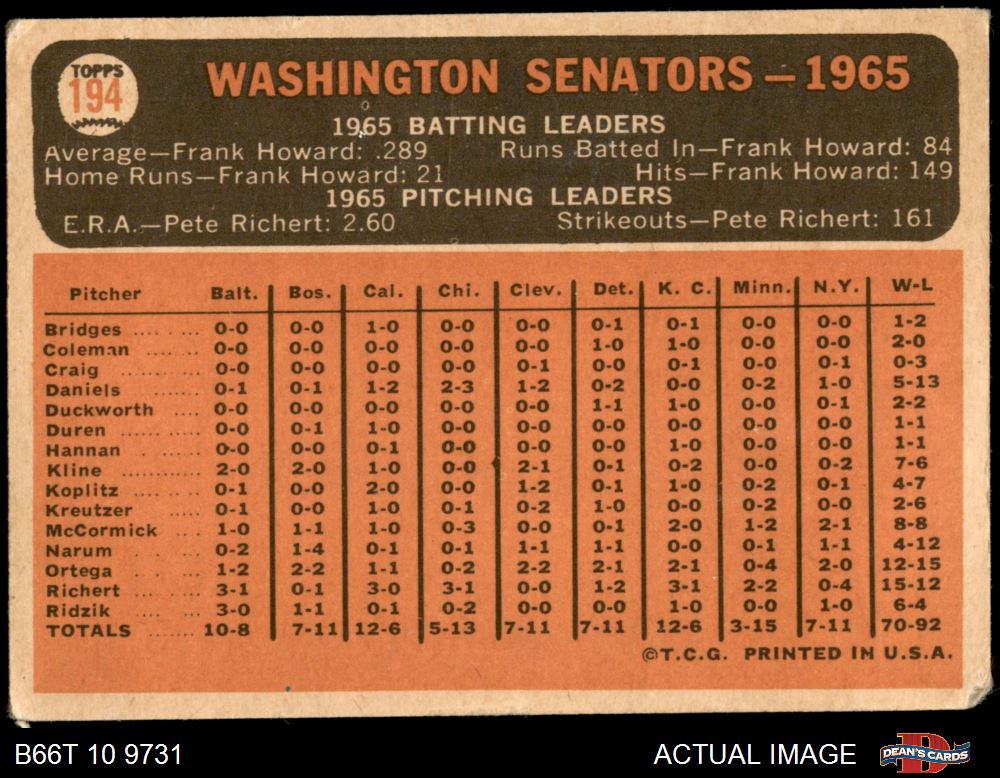 TOPPS
194
WASHINGTON SENATORS – 1965
1965 BATTING LEADERS
Average—Frank Howard: .289 Runs Batted In—Frank Howard: 84
Home Runs—Frank Howard: 21 Hits—Frank Howard: 149
1965 PITCHING LEADERS
E.R.A.—Pete Richert: 2.60 Strikeouts—Pete Richert: 161
Pitcher Balt. Bos. Cal. Chi. Clev. Det. K. C. Minn. N.Y. W-L
Bridges 0-0 0-0 1-0 0-0 0-0 0-1 0-1 0-0 0-0 1-2
Coleman 0-0 0-0 0-0 0-0 0-0 1-0 1-0 0-0 0-0 2-0
Craig 0-0 0-0 0-0 0-0 0-1 0-0 0-1 0-0 0-1 0-3
Daniels 0-1 0-1 1-2 2-3 1-2 0-2 0-0 0-2 1-0 5-13
Duckworth 0-0 0-0 0-0 0-0 0-0 1-1 1-0 0-0 0-1 2-2
Duren 0-0 0-1 1-0 0-0 0-0 0-0 0-0 0-0 0-0 1-1
Hannan 0-0 0-0 0-1 0-0 0-0 0-0 1-0 0-0 0-0 1-1
Kline 2-0 2-0 1-0 0-0 2-1 0-1 0-2 0-0 0-2 7-6
Koplitz 0-1 0-0 2-0 0-0 1-2 0-1 1-0 0-2 0-1 4-7
Kreutzer 0-1 0-0 1-0 0-1 0-2 1-0 0-0 0-2 0-0 2-6
McCormick 1-0 1-1 1-0 0-3 0-0 0-1 2-0 1-2 2-1 8-8
Narum 0-2 1-4 0-1 0-1 1-1 1-1 0-0 0-1 1-1 4-12
Ortega 1-2 2-2 1-1 0-2 2-2 2-1 2-1 0-4 2-0 12-15
Richert 3-1 0-1 3-0 3-1 0-0 1-2 3-1 2-2 0-4 15-12
Ridzik 3-0 1-1 0-1 0-2 0-0 0-0 1-0 0-0 1-0 6-4
TOTALS 10-8 7-11 12-6 5-13 7-11 7-11 12-6 3-15 7-11 70-92
©T.C.G. PRINTED IN U.S.A.
B66T 10 9731 ACTUAL IMAGE DEAN'S CARDS